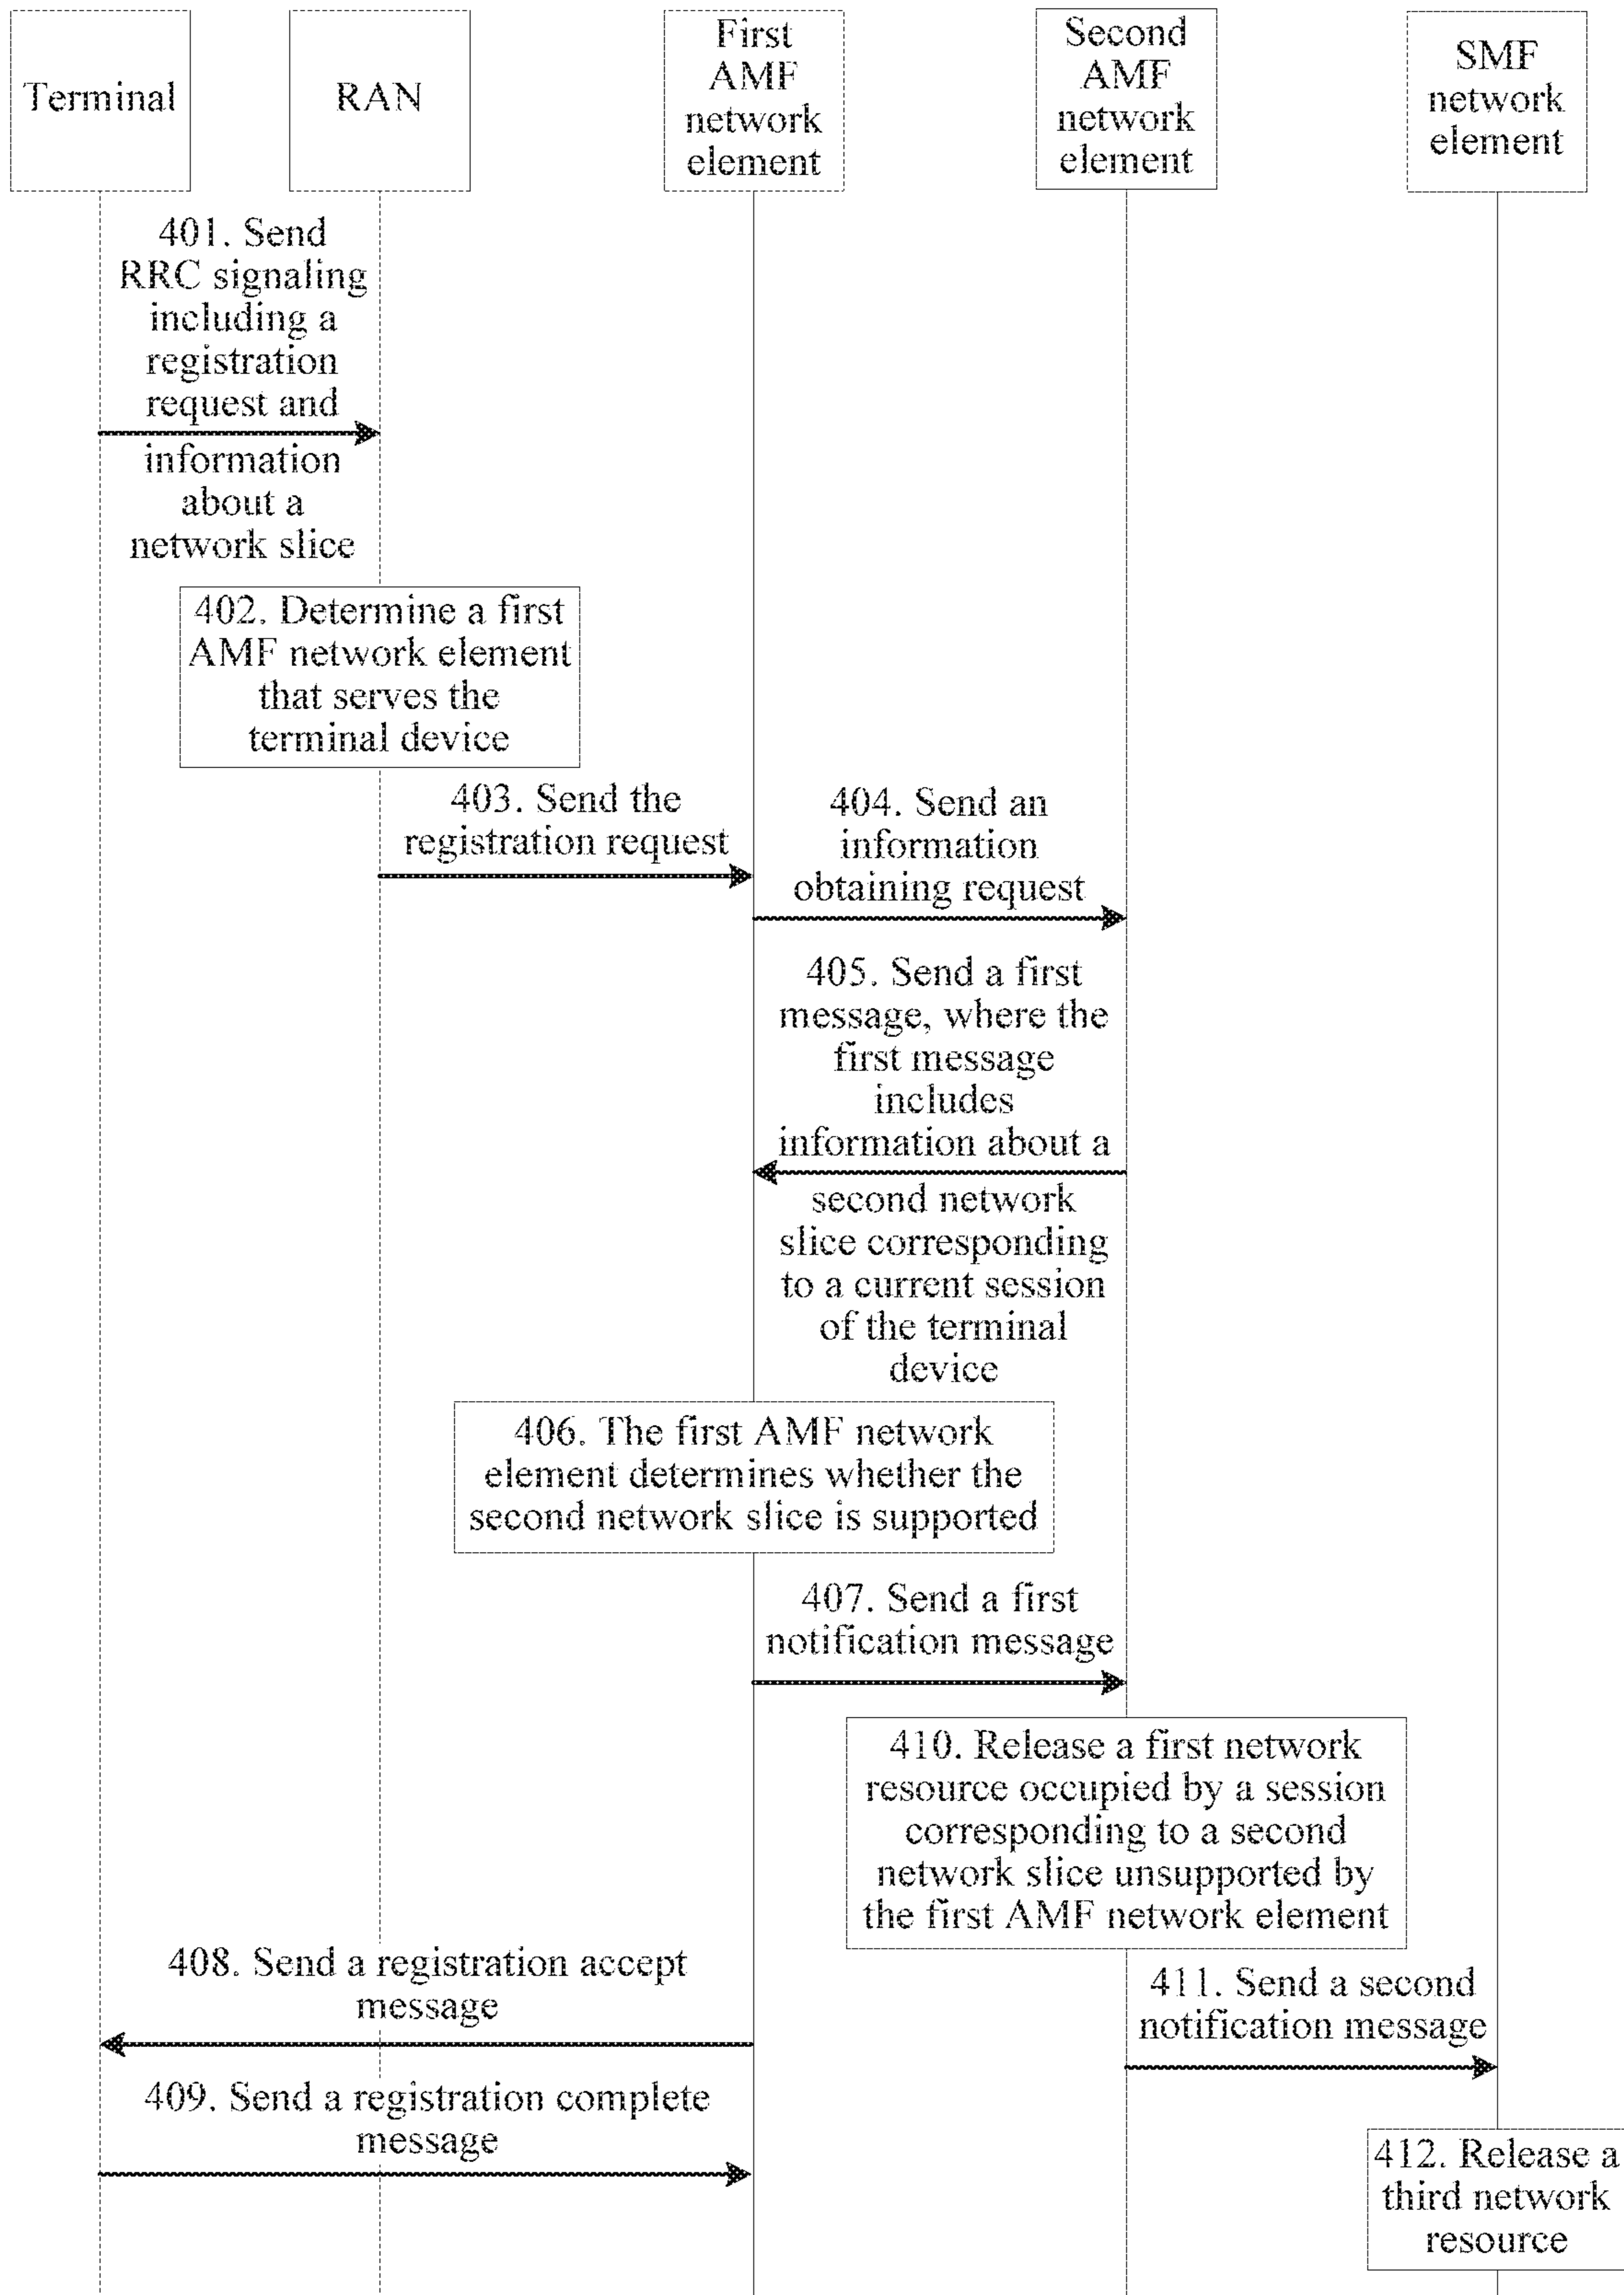 Terminal
RAN
First
AMF
network
element
Second
AMF
network
element
SMF
network
element
401. Send
RRC signaling
including a
registration
request and
information
about a
network slice
402. Determine a first
AMF network element
that serves the
terminal device
403. Send the
registration request
404. Send an
information
obtaining request
405. Send a first
message, where the
first message
includes
information about a
second network
slice corresponding
to a current session
of the terminal
device
406. The first AMF network
element determines whether the
second network slice is supported
407. Send a first
notification message
410. Release a first network
resource occupied by a session
corresponding to a second
network slice unsupported by
the first AMF network element
408. Send a registration accept
message
411. Send a second
notification message
409. Send a registration complete
message
412. Release a
third network
resource